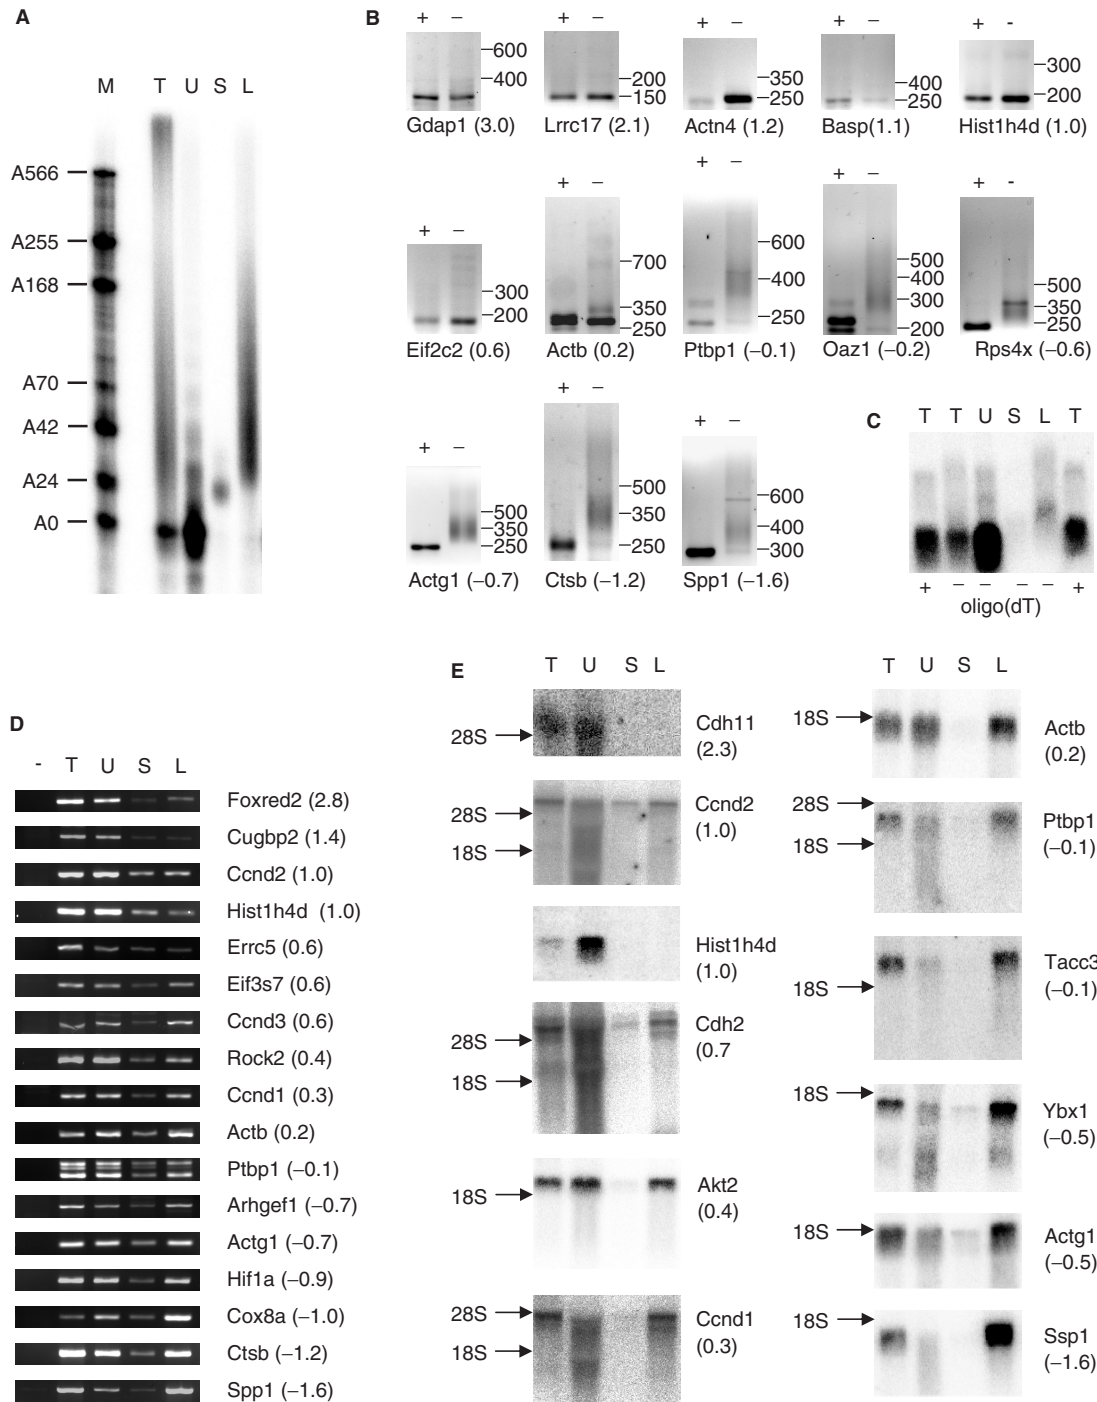 A
M T U S L
A566
A255
A168
A70
A42
A24
A0
B
+ −
600
400
Gdap1 (3.0)
+ −
200
150
Lrrc17 (2.1)
+ −
350
250
Actn4 (1.2)
+ −
400
250
Basp(1.1)
+ -
300
200
Hist1h4d (1.0)
+ −
300
200
Eif2c2 (0.6)
+ −
700
350
250
Actb (0.2)
+ −
600
400
250
Ptbp1 (−0.1)
+ −
500
400
300
200
Oaz1 (−0.2)
+ -
500
350
250
Rps4x (−0.6)
+ −
500
350
250
Actg1 (−0.7)
+ −
500
350
250
Ctsb (−1.2)
+ −
600
400
300
Spp1 (−1.6)
C
T T U S L T
+ − − − − +
oligo(dT)
D
- T U S L
Foxred2 (2.8)
Cugbp2 (1.4)
Ccnd2 (1.0)
Hist1h4d (1.0)
Errc5 (0.6)
Eif3s7 (0.6)
Ccnd3 (0.6)
Rock2 (0.4)
Ccnd1 (0.3)
Actb (0.2)
Ptbp1 (−0.1)
Arhgef1 (−0.7)
Actg1 (−0.7)
Hif1a (−0.9)
Cox8a (−1.0)
Ctsb (−1.2)
Spp1 (−1.6)
E
T U S L
28S
Cdh11
(2.3)
28S
18S
Ccnd2
(1.0)
Hist1h4d
(1.0)
28S
18S
Cdh2
(0.7
18S
Akt2
(0.4)
28S
18S
Ccnd1
(0.3)
T U S L
18S
Actb
(0.2)
28S
18S
Ptbp1
(−0.1)
18S
Tacc3
(−0.1)
18S
Ybx1
(−0.5)
18S
Actg1
(−0.5)
18S
Ssp1
(−1.6)